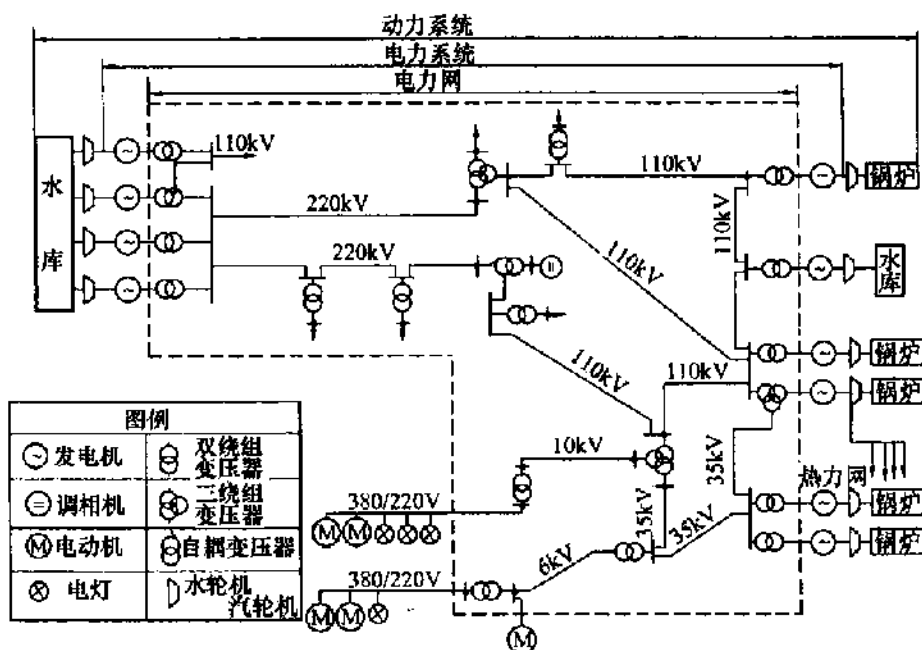 动力系统
电力系统
电力网
110kV
水
库
220kV
220kV
110kV
110kV
110kV
110kV
110kV
锅炉
水
库
锅炉
锅炉
热力网
锅炉
锅炉
10kV
35kV
35kV
35kV
6kV
380/220V
M M
380/220V
M M
M
图例
~ 发电机
双绕组
变压器
= 调相机
三绕组
变压器
M 电动机
自耦变压器
电灯
水轮机
汽轮机